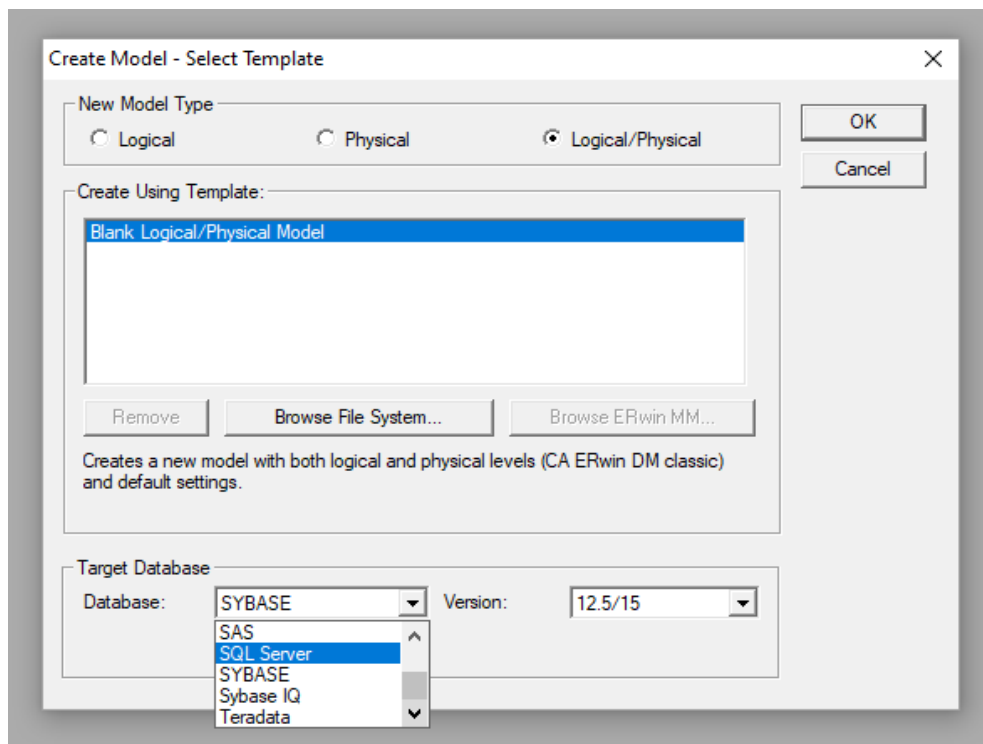 Create Model - Select Template
New Model Type
Logical Physical Logical/Physical
OK
Cancel
Create Using Template:
Blank Logical/Physical Model
Remove Browse File System... Browse ERwin MM...
Creates a new model with both logical and physical levels (CA ERwin DM classic)
and default settings.
Target Database
Database: SYBASE Version: 12.5/15
SAS
SQL Server
SYBASE
Sybase IQ
Teradata